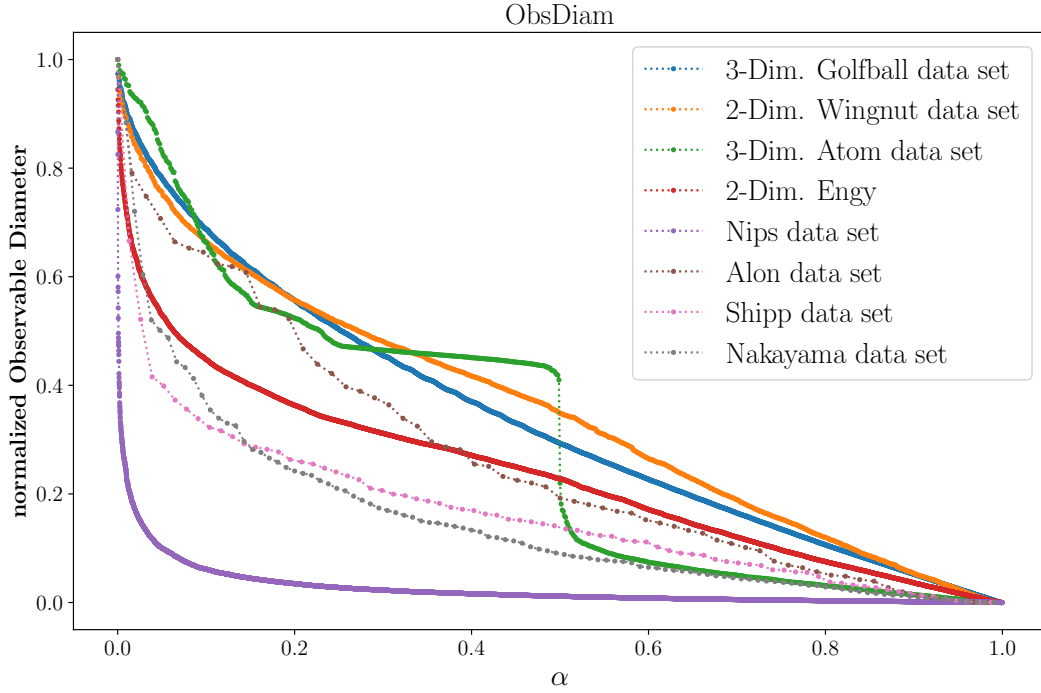 ObsDiam
normalized Observable Diameter
1.0
0.8
0.6
0.4
0.2
0.0
3-Dim. Golfball data set
2-Dim. Wingnut data set
3-Dim. Atom data set
2-Dim. Engy
Nips data set
Alon data set
Shipp data set
Nakayama data set
0.0 0.2 0.4 0.6 0.8 1.0
α